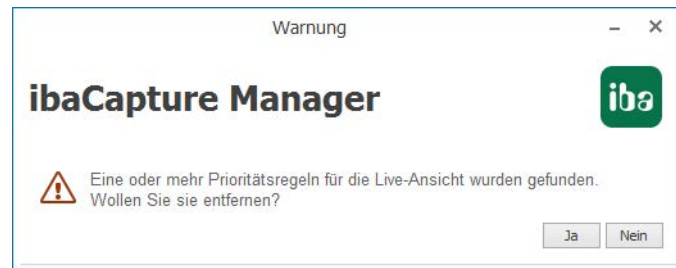 Warnung
ibaCapture Manager
iba
Eine oder mehr Prioritätsregeln für die Live-Ansicht wurden gefunden.
Wollen Sie sie entfernen?
Ja Nein